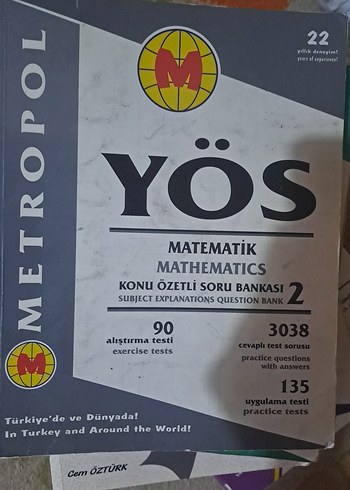 METROPOL
M
22
yıllık deneyim!
years of experience!
YÖS
MATEMATİK
MATHEMATICS
KONU ÖZETLİ SORU BANKASI 2
SUBJECT EXPLANATIONS QUESTION BANK
90
alıştırma testi
exercise tests
3038
cevaplı test sorusu
practice questions
with answers
135
uygulama testi
practice tests
M
Türkiye'de ve Dünyada!
In Turkey and Around the World!
Cem ÖZTÜRK